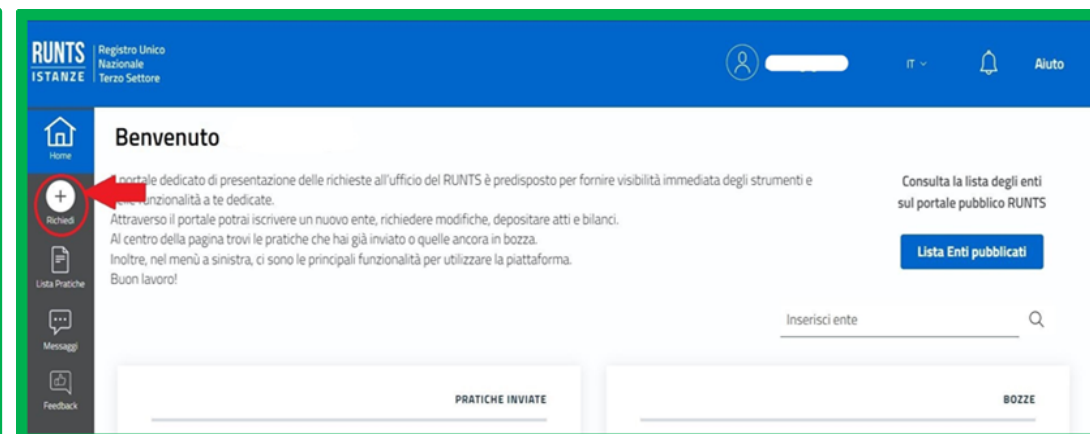 RUNTS
ISTANZE
Registro Unico
Nazionale
Terzo Settore
IT
Aiuto
Home
Richiedi
Lista Pratiche
Messaggi
Feedback
Benvenuto
portale dedicato di presentazione delle richieste all'ufficio del RUNTS è predisposto per fornire visibilità immediata degli strumenti e
funzionalità a te dedicate.
Attraverso il portale potrai iscrivere un nuovo ente, richiedere modifiche, depositare atti e bilanci.
Al centro della pagina trovi le pratiche che hai già inviato o quelle ancora in bozza.
Inoltre, nel menù a sinistra, ci sono le principali funzionalità per utilizzare la piattaforma.
Buon lavoro!
Consulta la lista degli enti
sul portale pubblico RUNTS
Lista Enti pubblicati
Inserisci ente
PRATICHE INVIATE
BOZZE